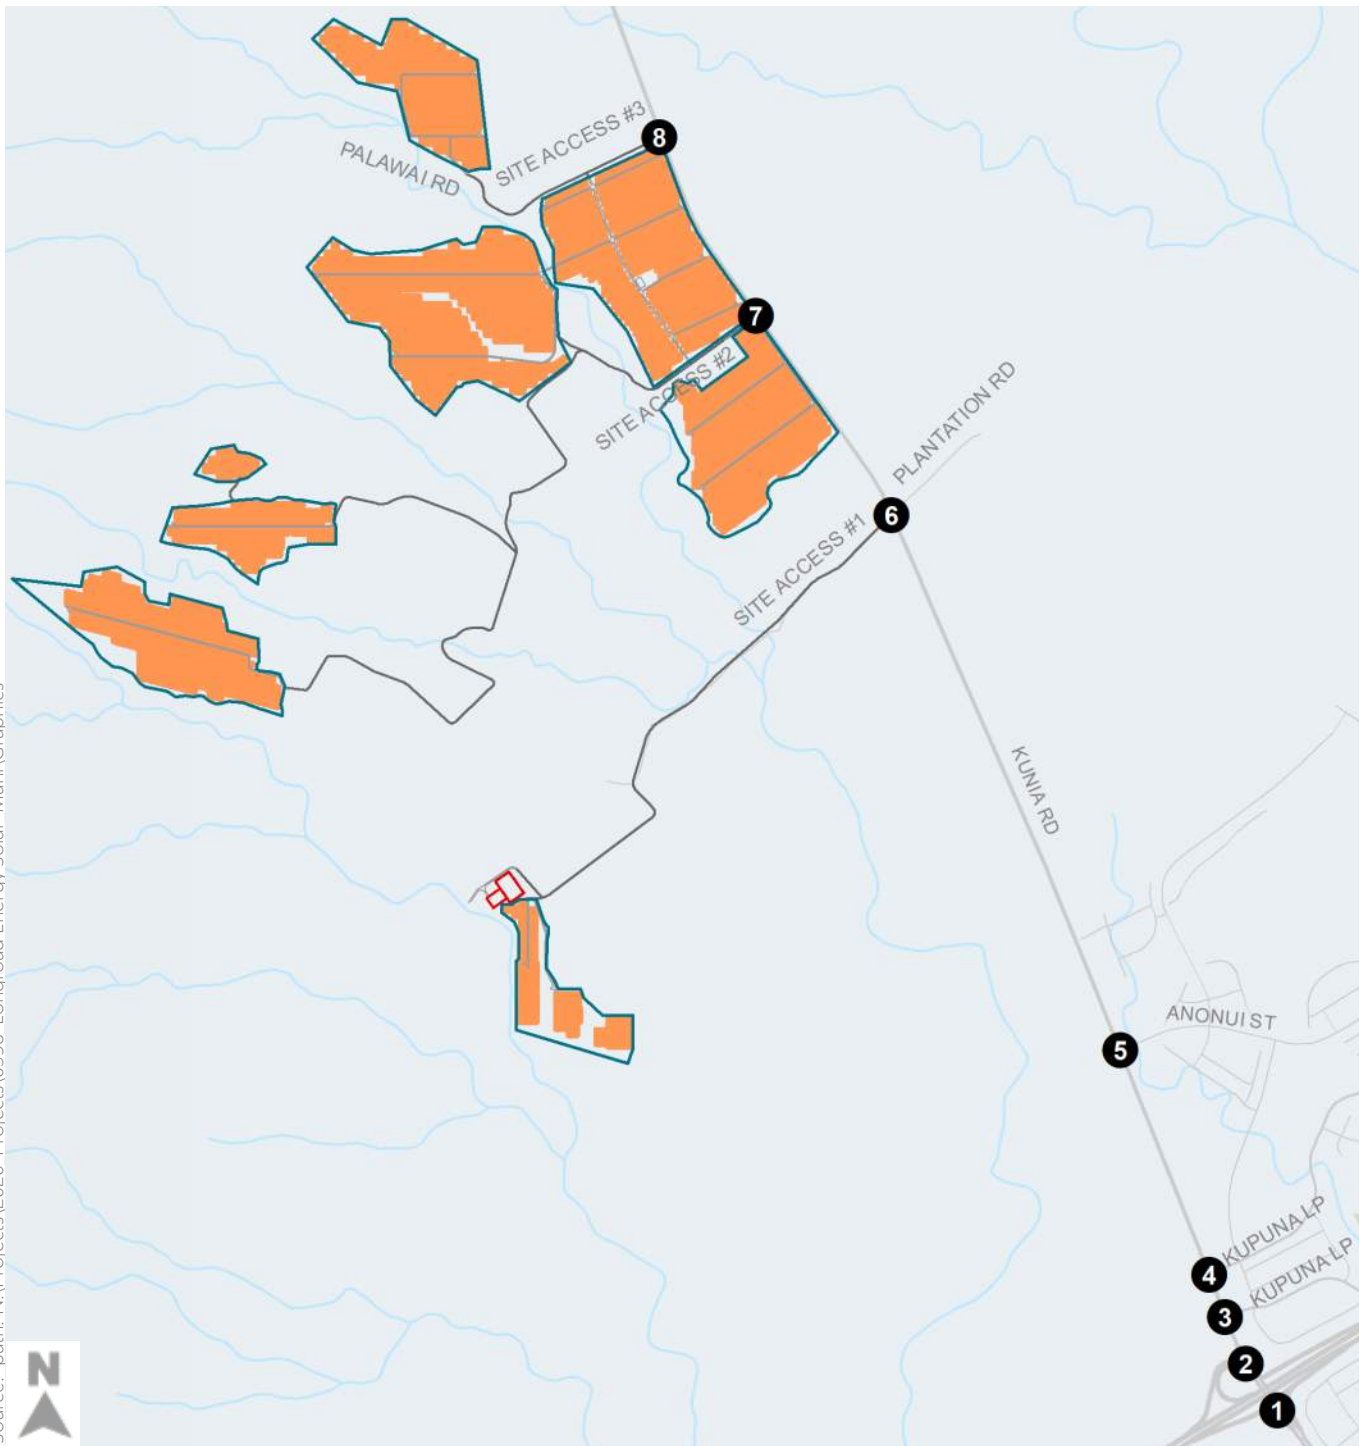 8
SITE ACCESS #3
PALAWAI RD
7
SITE ACCESS #2
PLANTATION RD
6
SITE ACCESS #1
KUNIA RD
ANONUI ST
5
KUPUNA LP
4
KUPUNA LP
3
2
1
N